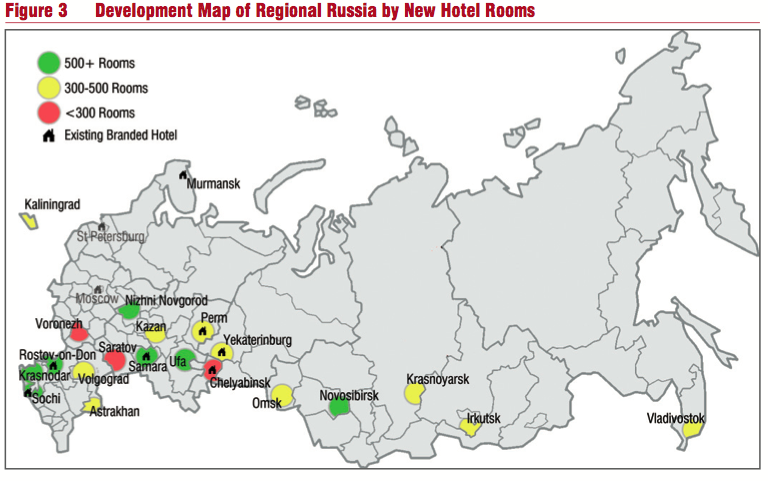 Figure 3 Development Map of Regional Russia by New Hotel Rooms
500+ Rooms
300-500 Rooms
<300 Rooms
Existing Branded Hotel
Murmansk
Kaliningrad
St Petersburg
Moscow
Nizhni Novgorod
Voronezh
Kazan
Perm
Yekaterinburg
Saratov
Rostov-on-Don
Samara
Ufa
Krasnodar
Volgograd
Chelyabinsk
Sochi
Astrakhan
Omsk
Novosibirsk
Krasnoyarsk
Irkutsk
Vladivostok